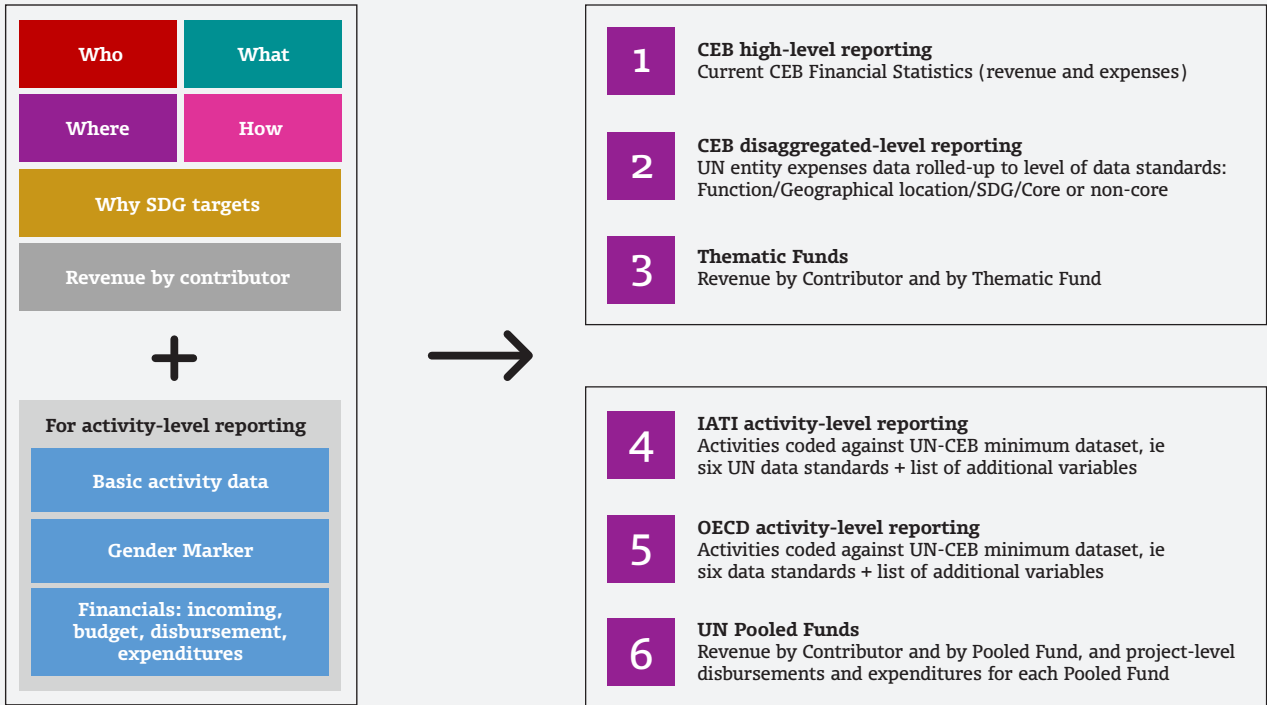 Who
What
Where
How
Why SDG targets
Revenue by contributor
+
For activity-level reporting
Basic activity data
Gender Marker
Financials: incoming,
budget, disbursement,
expenditures
1
CEB high-level reporting
Current CEB Financial Statistics (revenue and expenses)
2
CEB disaggregated-level reporting
UN entity expenses data rolled-up to level of data standards:
Function/Geographical location/SDG/Core or non-core
3
Thematic Funds
Revenue by Contributor and by Thematic Fund
4
IATI activity-level reporting
Activities coded against UN-CEB minimum dataset, ie
six UN data standards + list of additional variables
5
OECD activity-level reporting
Activities coded against UN-CEB minimum dataset, ie
six data standards + list of additional variables
6
UN Pooled Funds
Revenue by Contributor and by Pooled Fund, and project-level
disbursements and expenditures for each Pooled Fund